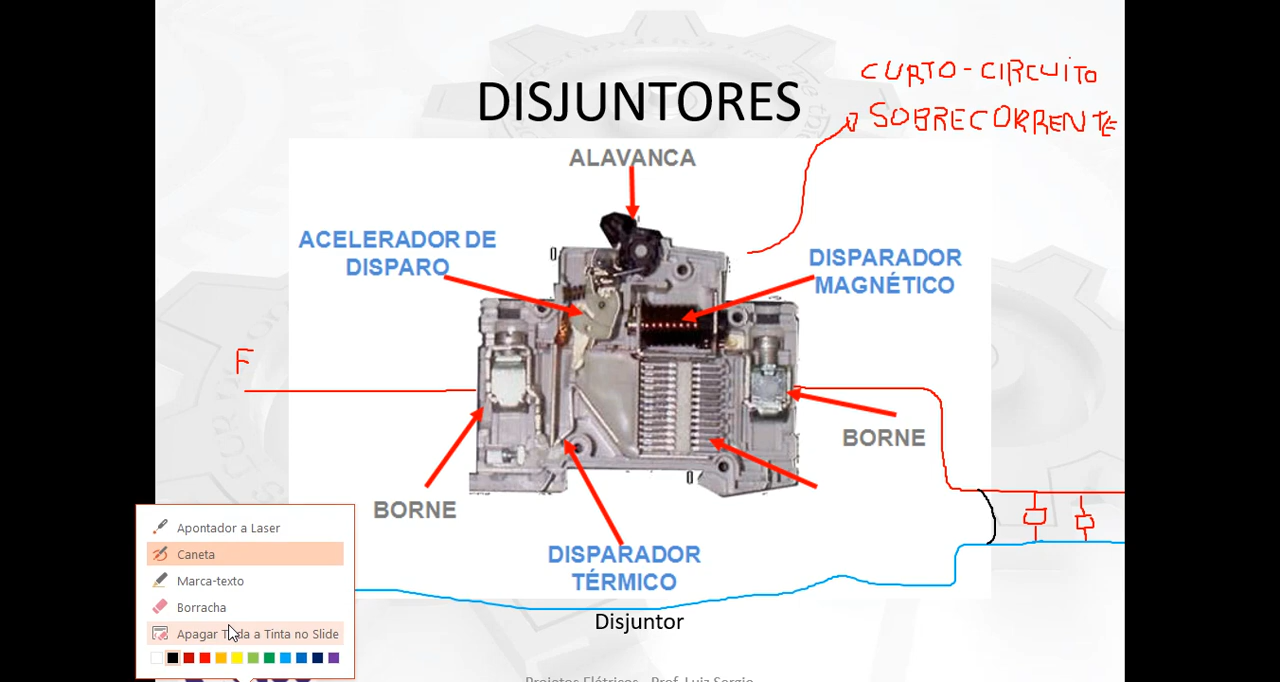 CURTO-CIRCUITO
DISJUNTORES
SOBRECORRENTE
ALAVANCA
ACELERADOR DE
DISPARO
DISPARADOR
MAGNÉTICO
F
BORNE
BORNE
DISPARADOR
TÉRMICO
Disjuntor
Apontador a Laser
Caneta
Marca-texto
Borracha
Apagar Toda a Tinta no Slide
Projetos Elétricos - Prof. Luiz Sergio